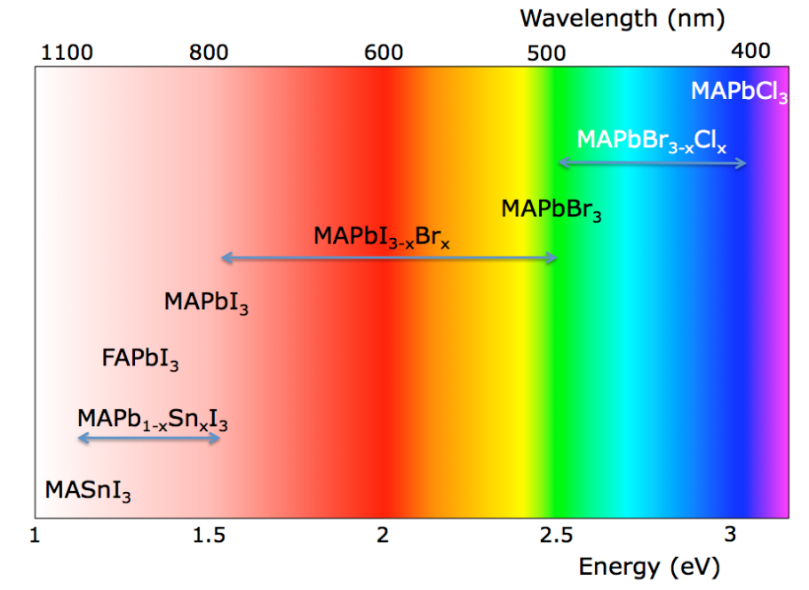 Wavelength (nm)
1100 800 600 500 400
MAPbCl3
MAPbBr3-xClx
MAPbBr3
MAPbI3-xBrx
MAPbI3
FAPbI3
MAPb1-xSnxI3
MASnI3
1 1.5 2 2.5 3
Energy (eV)